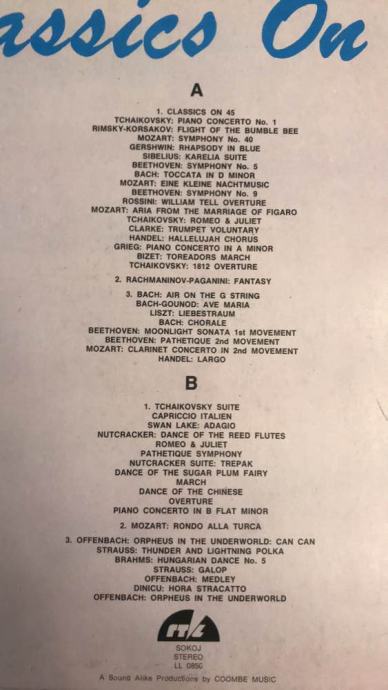 assics On
A
1. CLASSICS ON 45
TCHAIKOVSKY: PIANO CONCERTO No. 1
RIMSKY-KORSAKOV: FLIGHT OF THE BUMBLE BEE
MOZART: SYMPHONY No. 40
GERSHWIN: RHAPSODY IN BLUE
SIBELIUS: KARELIA SUITE
BEETHOVEN: SYMPHONY No. 5
BACH: TOCCATA IN D MINOR
MOZART: EINE KLEINE NACHTMUSIC
BEETHOVEN: SYMPHONY No. 9
ROSSINI: WILLIAM TELL OVERTURE
MOZART: ARIA FROM THE MARRIAGE OF FIGARO
TCHAIKOVSKY: ROMEO & JULIET
CLARKE: TRUMPET VOLUNTARY
HANDEL: HALLELUJAH CHORUS
GRIEG: PIANO CONCERTO IN A MINOR
BIZET: TOREADORS MARCH
TCHAIKOVSKY: 1812 OVERTURE
2. RACHMANINOV-PAGANINI: FANTASY
3. BACH: AIR ON THE G STRING
BACH-GOUNOD: AVE MARIA
LISZT: LIEBESTRAUM
BACH: CHORALE
BEETHOVEN: MOONLIGHT SONATA 1st MOVEMENT
BEETHOVEN: PATHETIQUE 2nd MOVEMENT
MOZART: CLARINET CONCERTO IN 2nd MOVEMENT
HANDEL: LARGO
B
1. TCHAIKOVSKY SUITE
CAPRICCIO ITALIEN
SWAN LAKE: ADAGIO
NUTCRACKER: DANCE OF THE REED FLUTES
ROMEO & JULIET
PATHETIQUE SYMPHONY
NUTCRACKER SUITE: TREPAK
DANCE OF THE SUGAR PLUM FAIRY
MARCH
DANCE OF THE CHINESE
OVERTURE
PIANO CONCERTO IN B FLAT MINOR
2. MOZART: RONDO ALLA TURCA
3. OFFENBACH: ORPHEUS IN THE UNDERWORLD: CAN CAN
STRAUSS: THUNDER AND LIGHTNING POLKA
BRAHMS: HUNGARIAN DANCE No. 5
STRAUSS: GALOP
OFFENBACH: MEDLEY
DINICU: HORA STRACATTO
OFFENBACH: ORPHEUS IN THE UNDERWORLD
SOKOJ
STEREO
LL 0850
A Sound Alike Productions by COOMBE MUSIC